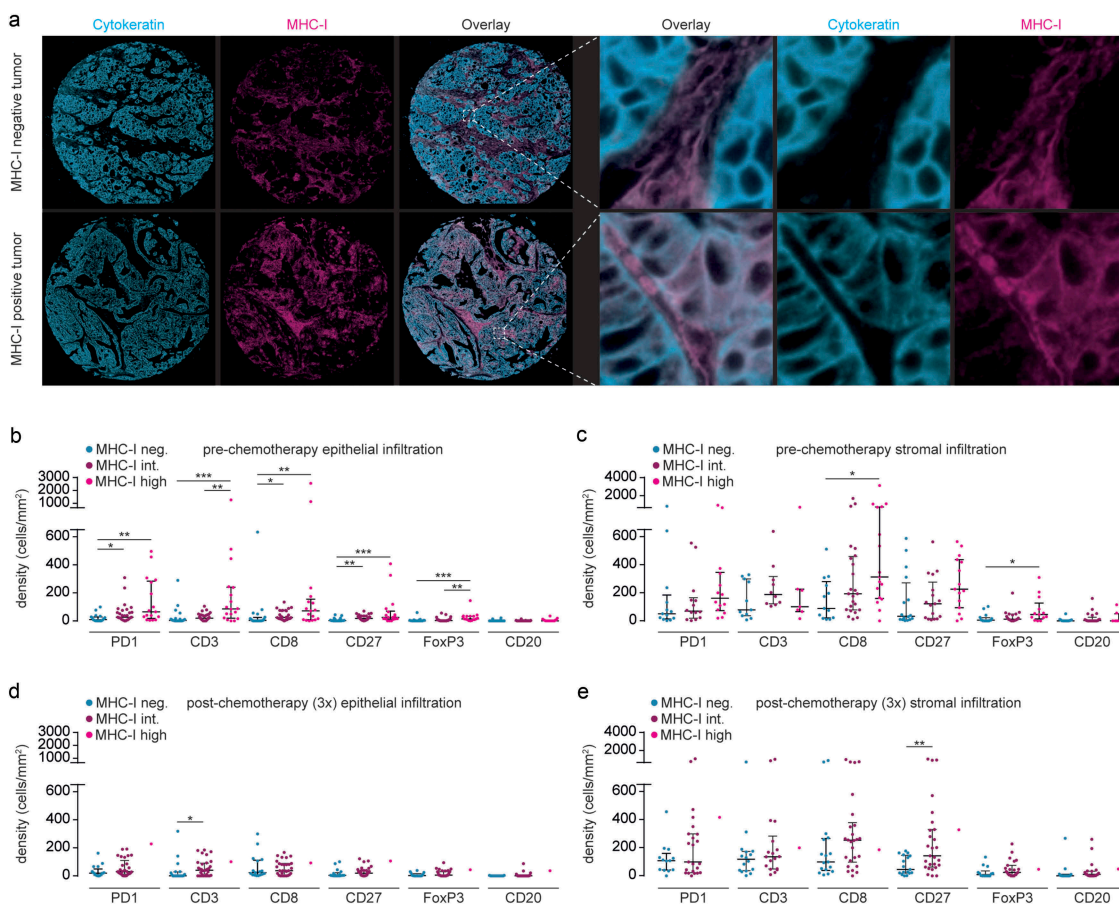 a
Cytokeratin MHC-I Overlay Overlay Cytokeratin MHC-I
MHC-I negative tumor
MHC-I positive tumor
b
MHC-I neg.
MHC-I int.
MHC-I high
pre-chemotherapy epithelial infiltration
density (cells/mm²)
3000
2000
1000
600
400
200
0
*** ** ** * ** * *** ** *** **
PD1 CD3 CD8 CD27 FoxP3 CD20
c
MHC-I neg.
MHC-I int.
MHC-I high
pre-chemotherapy stromal infiltration
density (cells/mm²)
4000
2000
600
400
200
0
* *
PD1 CD3 CD8 CD27 FoxP3 CD20
d
MHC-I neg.
MHC-I int.
MHC-I high
post-chemotherapy (3x) epithelial infiltration
density (cells/mm²)
3000
2000
1000
600
400
200
0
*
PD1 CD3 CD8 CD27 FoxP3 CD20
e
MHC-I neg.
MHC-I int.
MHC-I high
post-chemotherapy (3x) stromal infiltration
density (cells/mm²)
4000
2000
600
400
200
0
**
PD1 CD3 CD8 CD27 FoxP3 CD20